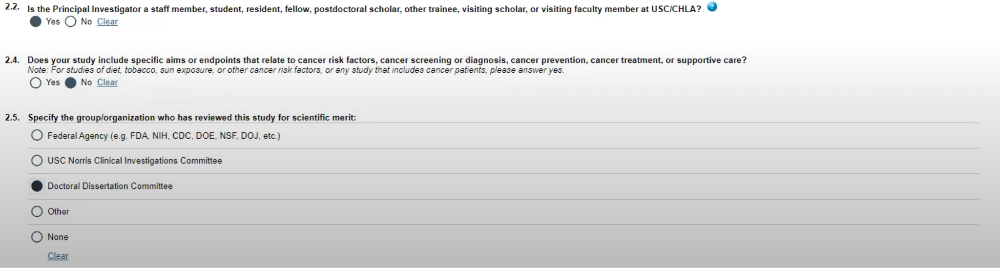 2.2. Is the Principal Investigator a staff member, student, resident, fellow, postdoctoral scholar, other trainee, visiting scholar, or visiting faculty member at USC/CHLA? ?
Yes No Clear
2.4. Does your study include specific aims or endpoints that relate to cancer risk factors, cancer screening or diagnosis, cancer prevention, cancer treatment, or supportive care?
Note: For studies of diet, tobacco, sun exposure, or other cancer risk factors, or any study that includes cancer patients, please answer yes.
Yes No Clear
2.5. Specify the group/organization who has reviewed this study for scientific merit:
Federal Agency (e.g. FDA, NIH, CDC, DOE, NSF, DOJ, etc.)
USC Norris Clinical Investigations Committee
Doctoral Dissertation Committee
Other
None
Clear